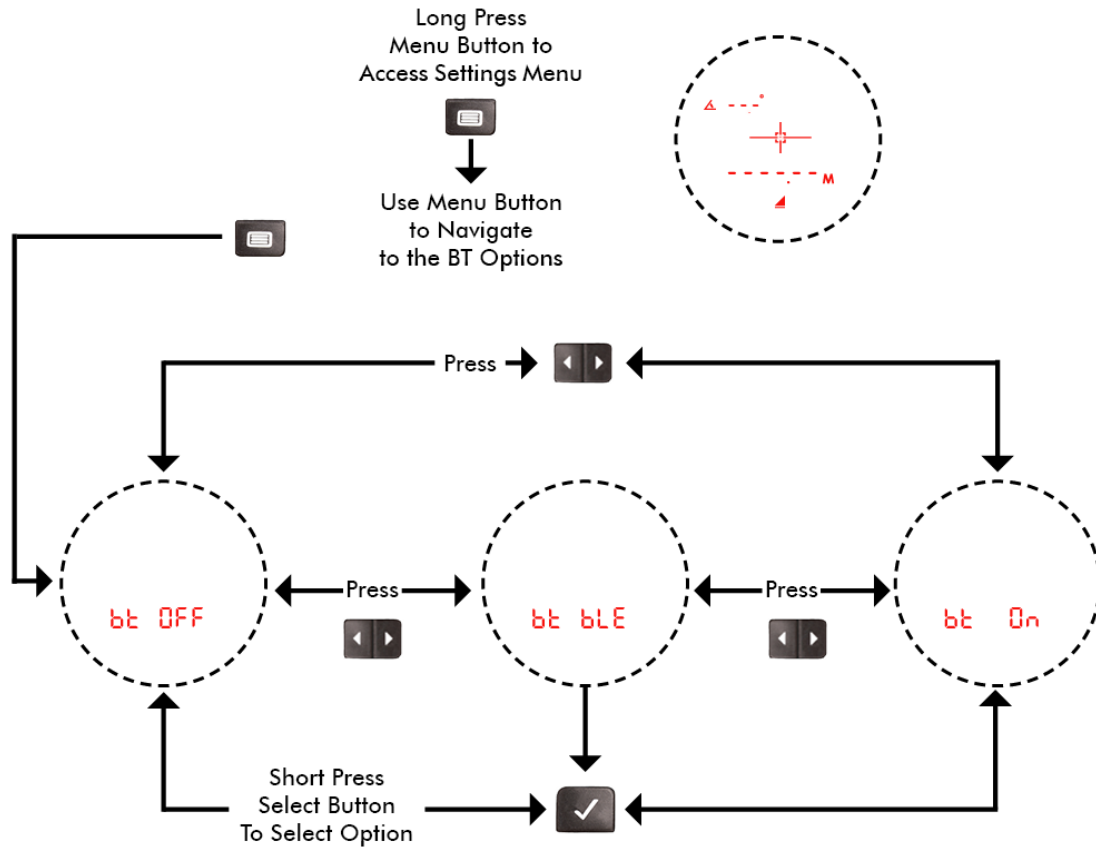 Long Press
Menu Button to
Access Settings Menu
M
Use Menu Button
to Navigate
to the BT Options
Press
Press
Press
bt OFF
bt bLE
bt On
Short Press
Select Button
To Select Option